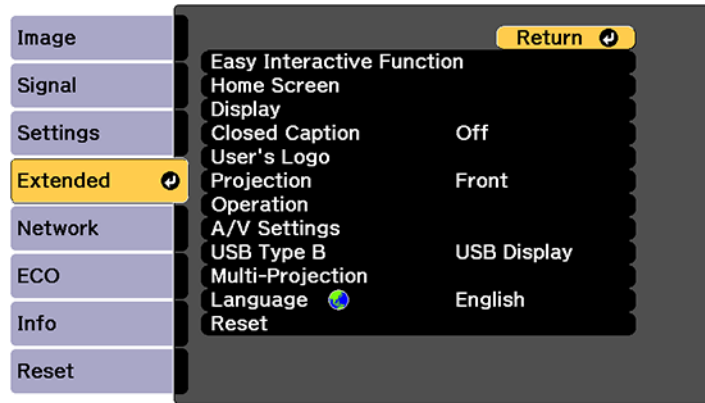 Image
Signal
Settings
Extended
Network
ECO
Info
Reset
Return
Easy Interactive Function
Home Screen
Display
Closed Caption Off
User's Logo
Projection Front
Operation
A/V Settings
USB Type B USB Display
Multi-Projection
Language English
Reset